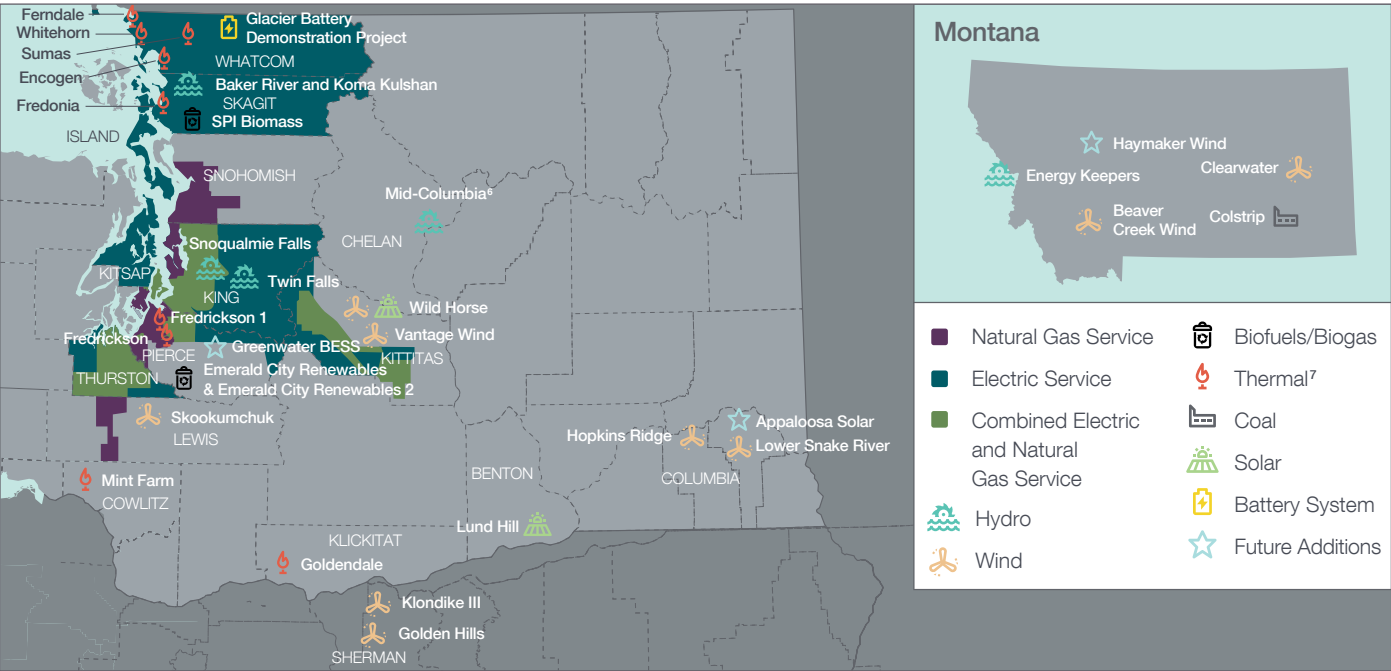 Ferndale
Whitehorn
Sumas
Encogen
Fredonia
Glacier Battery
Demonstration Project
WHATCOM
Baker River and Koma Kulshan
SKAGIT
SPI Biomass
ISLAND
SNOHOMISH
Mid-Columbia⁶
CHELAN
Snoqualmie Falls
KITSAP
Twin Falls
KING
Wild Horse
Fredrickson 1
Fredrickson
Vantage Wind
PIERCE
Greenwater BESS
KITTITAS
THURSTON
Emerald City Renewables
& Emerald City Renewables 2
Skookumchuk
LEWIS
Hopkins Ridge
Appaloosa Solar
Lower Snake River
BENTON
COLUMBIA
Mint Farm
COWLITZ
Lund Hill
KLICKITAT
Goldendale
Klondike III
Golden Hills
SHERMAN
Montana
Haymaker Wind
Energy Keepers
Clearwater
Beaver
Creek Wind
Colstrip
Natural Gas Service
Electric Service
Combined Electric
and Natural
Gas Service
Hydro
Wind
Biofuels/Biogas
Thermal⁷
Coal
Solar
Battery System
Future Additions